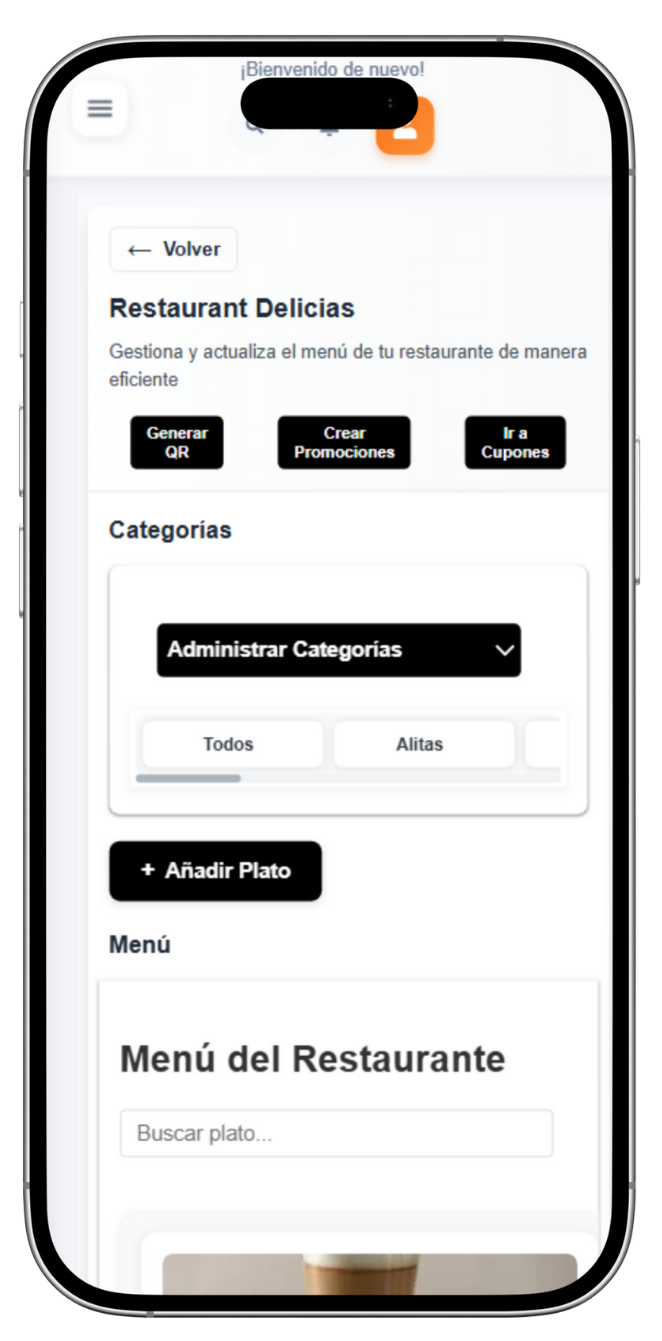 ¡Bienvenido de nuevo!
← Volver
Restaurant Delicias
Gestiona y actualiza el menú de tu restaurante de manera
eficiente
Generar
QR
Crear
Promociones
Ir a
Cupones
Categorías
Administrar Categorías
Todos
Alitas
+ Añadir Plato
Menú
Menú del Restaurante
Buscar plato...